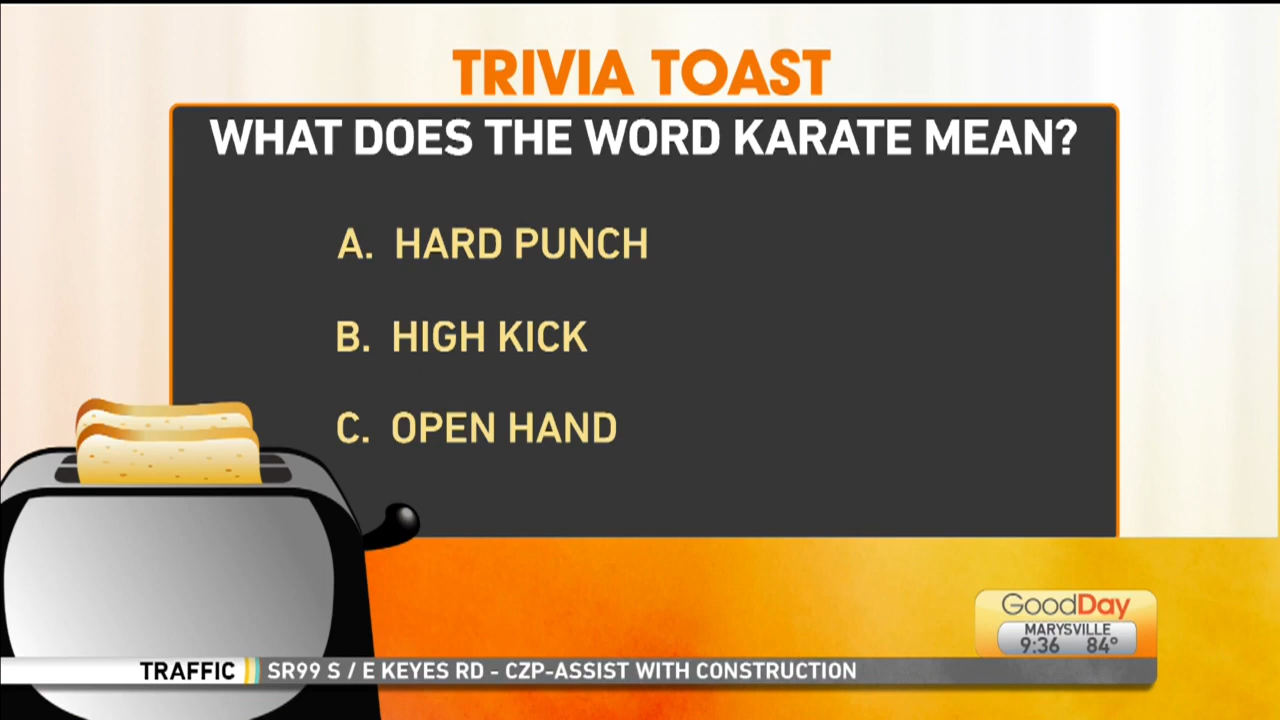 TRIVIA TOAST
WHAT DOES THE WORD KARATE MEAN?
A. HARD PUNCH
B. HIGH KICK
C. OPEN HAND
GoodDay
MARYSVILLE
9:36 84°
TRAFFIC SR99 S / E KEYES RD - CZP-ASSIST WITH CONSTRUCTION